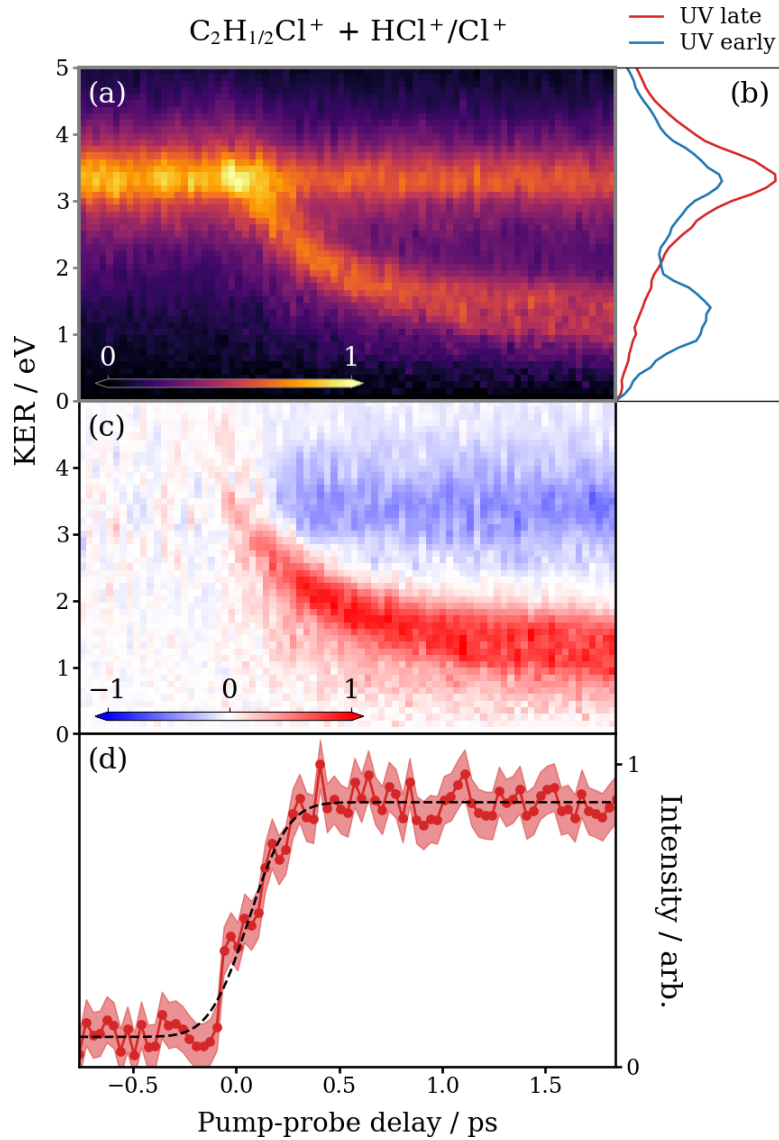 C₂H₁/₂Cl⁺ + HCl⁺/Cl⁺
UV late
UV early
(a)
(b)
5
4
3
2
1
0
0 1
KER / eV
(c)
4
3
2
1
0
−1 0 1
(d)
1
0
Intensity / arb.
−0.5 0.0 0.5 1.0 1.5
Pump-probe delay / ps